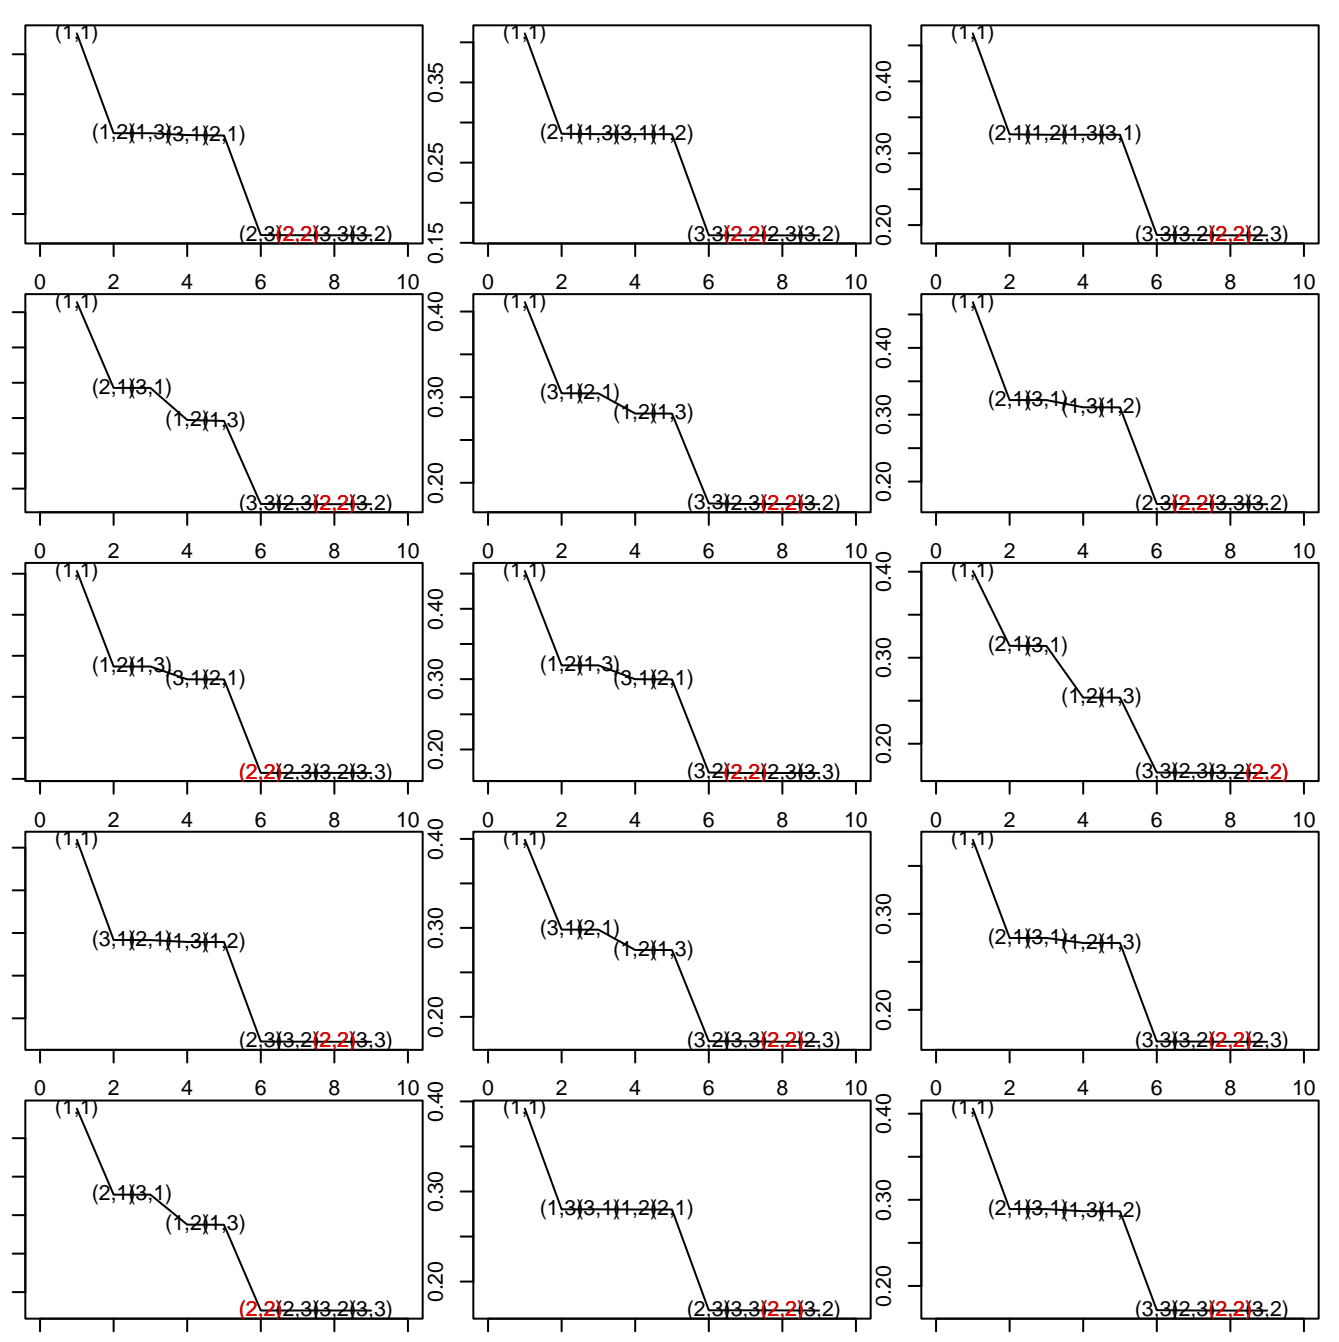 (1,1) (1,1) (1,1)
0.35 0.40
(1,2) (1,3) (3,1) (2,1) (2,1) (1,3) (3,1) (1,2) (2,1) (1,2) (1,3) (3,1)
0.25 0.30
(2,3) (2,2) (3,3) (3,2) 0.15 (3,3) (2,2) (2,3) (3,2) 0.20 (3,3) (3,2) (2,2) (2,3)
0 2 4 6 8 10 0 2 4 6 8 10 0 2 4 6 8 10
(1,1) 0.40 (1,1) (1,1)
0.40
(2,1) (3,1) 0.30 (3,1) (2,1) (2,1) (3,1) (1,3) (1,2)
(1,2) (1,3) (1,2) (1,3) 0.30
(3,3) (2,3) (2,2) (3,2) 0.20 (3,3) (2,3) (2,2) (3,2) 0.20 (2,3) (2,2) (3,3) (3,2)
0 2 4 6 8 10 0 2 4 6 8 10 0 2 4 6 8 10
(1,1) (1,1) 0.40 (1,1)
0.40
(1,2) (1,3) (1,2) (1,3) 0.30 (2,1) (3,1)
(3,1) (2,1) 0.30 (3,1) (2,1) (1,2) (1,3)
(2,2) (2,3) (3,2) (3,3) 0.20 (3,2) (2,2) (2,3) (3,3) 0.20 (3,3) (2,3) (3,2) (2,2)
0 2 4 6 8 10 0 2 4 6 8 10 0 2 4 6 8 10
(1,1) 0.40 (1,1) (1,1)
(3,1) (2,1) (1,3) (1,2) 0.30 (3,1) (2,1) 0.30 (2,1) (3,1) (1,2) (1,3)
(1,2) (1,3)
(2,3) (3,2) (2,2) (3,3) 0.20 (3,2) (3,3) (2,2) (2,3) 0.20 (3,3) (3,2) (2,2) (2,3)
0 2 4 6 8 10 0 2 4 6 8 10 0 2 4 6 8 10
(1,1) 0.40 (1,1) 0.40 (1,1)
(2,1) (3,1) 0.30 (1,3) (3,1) (1,2) (2,1) 0.30 (2,1) (3,1) (1,3) (1,2)
(1,2) (1,3)
(2,2) (2,3) (3,2) (3,3) 0.20 (2,3) (3,3) (2,2) (3,2) 0.20 (3,3) (2,3) (2,2) (3,2)